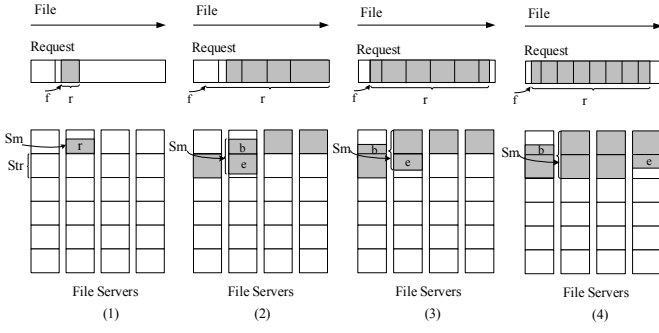 File
Request
f
r
Sm
Str
r
File Servers
(1)
File
Request
f
r
Sm
b
e
File Servers
(2)
File
Request
f
r
Sm
b
e
File Servers
(3)
File
Request
f
r
Sm
b
e
File Servers
(4)